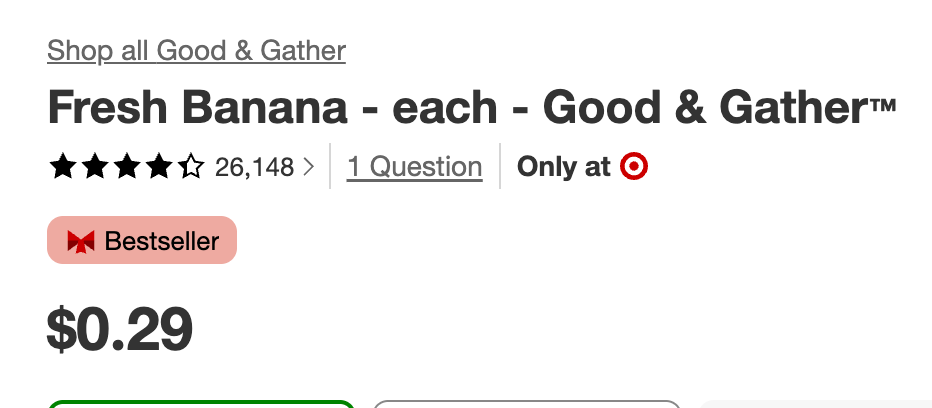 Shop all Good & Gather
Fresh Banana - each - Good & Gather™
26,148 1 Question Only at
Bestseller
$0.29